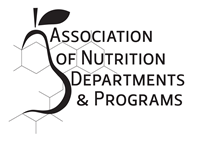 ASSOCIATION
OF NUTRITION
DEPARTMENTS
& PROGRAMS